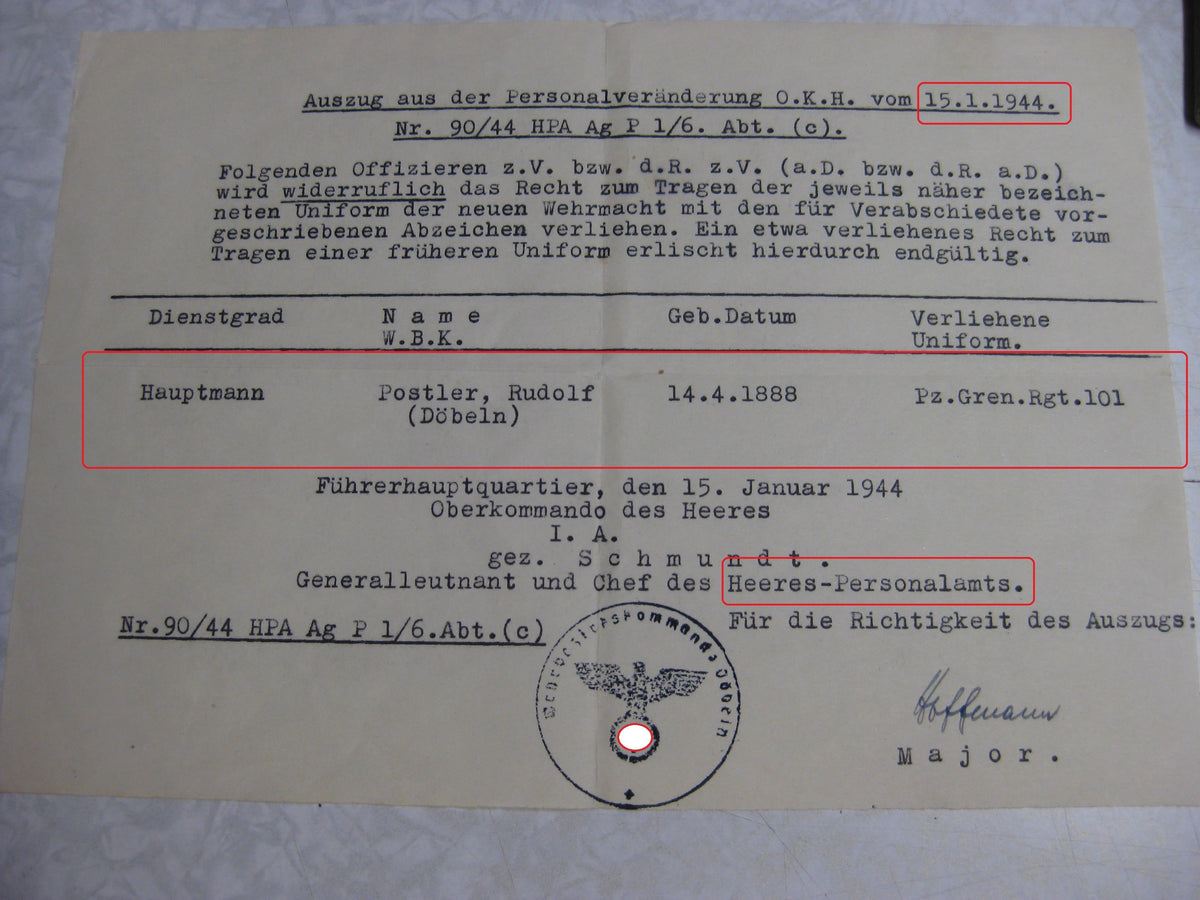 Auszug aus der Personalveränderung O.K.H. vom 15.1.1944.
Nr. 90/44 HPA Ag P 1/6. Abt. (c).
Folgenden Offizieren z.V. bzw. d.R. z.V. (a.D. bzw. d.R. a.D.)
wird widerruflich das Recht zum Tragen der jeweils näher bezeich-
neten Uniform der neuen Wehrmacht mit den für Verabschiedete vor-
geschriebenen Abzeichen verliehen. Ein etwa verliehenes Recht zum
Tragen einer früheren Uniform erlischt hierdurch endgültig.
Dienstgrad N a m e Geb.Datum Verliehene
W.B.K. Uniform.
Hauptmann Postler, Rudolf 14.4.1888 Pz.Gren.Rgt.101
(Döbeln)
Führerhauptquartier, den 15. Januar 1944
Oberkommando des Heeres
I. A.
gez. S c h m u n d t .
Generalleutnant und Chef des Heeres-Personalamts.
Nr.90/44 HPA Ag P 1/6.Abt.(c) Für die Richtigkeit des Auszugs:
Wehrbezirkskommando Döbeln
Hoffmann
M a j o r .